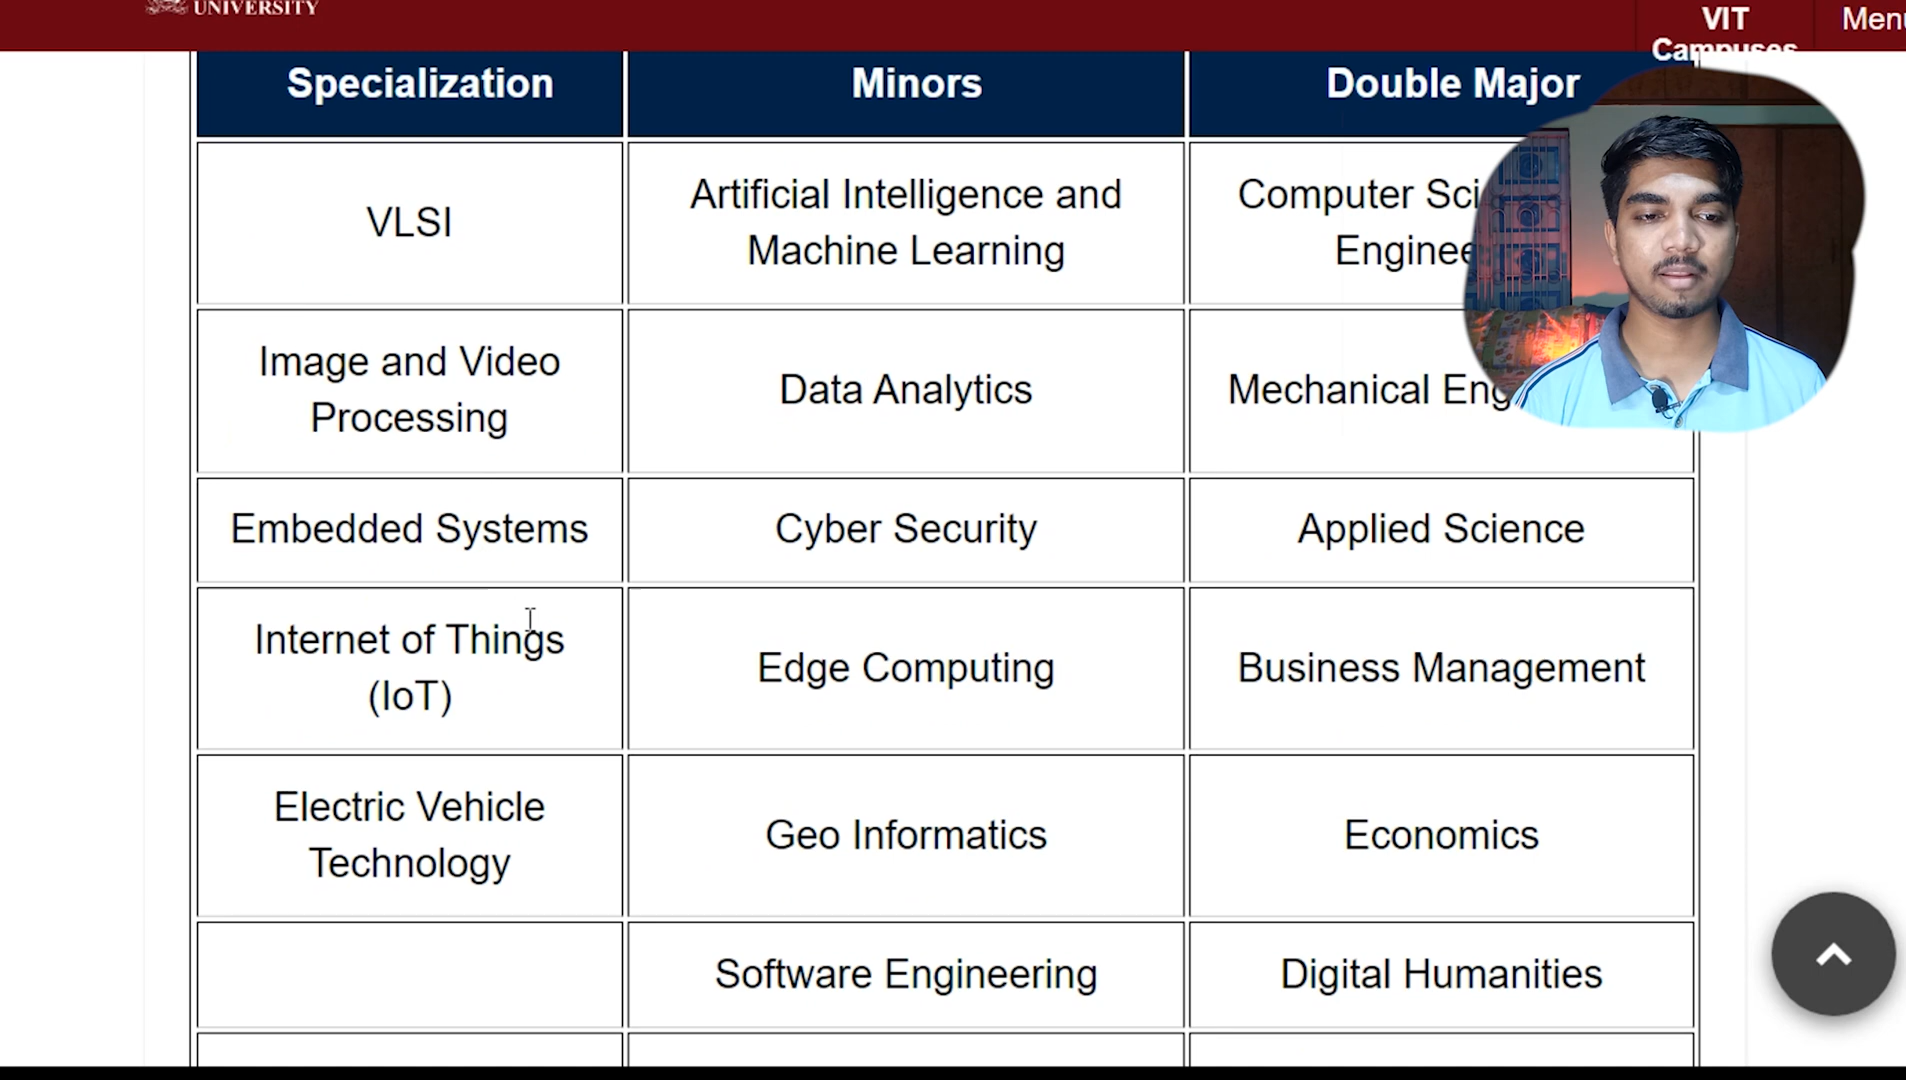 UNIVERSITY
VIT
Campuses
Specialization
Minors
Double Major
VLSI
Artificial Intelligence and
Machine Learning
Computer
Image and Video
Processing
Data Analytics
Mechanical
Embedded Systems
Cyber Security
Applied Science
Internet of Things
(IoT)
Edge Computing
Business Management
Electric Vehicle
Technology
Geo Informatics
Economics
Software Engineering
Digital Humanities